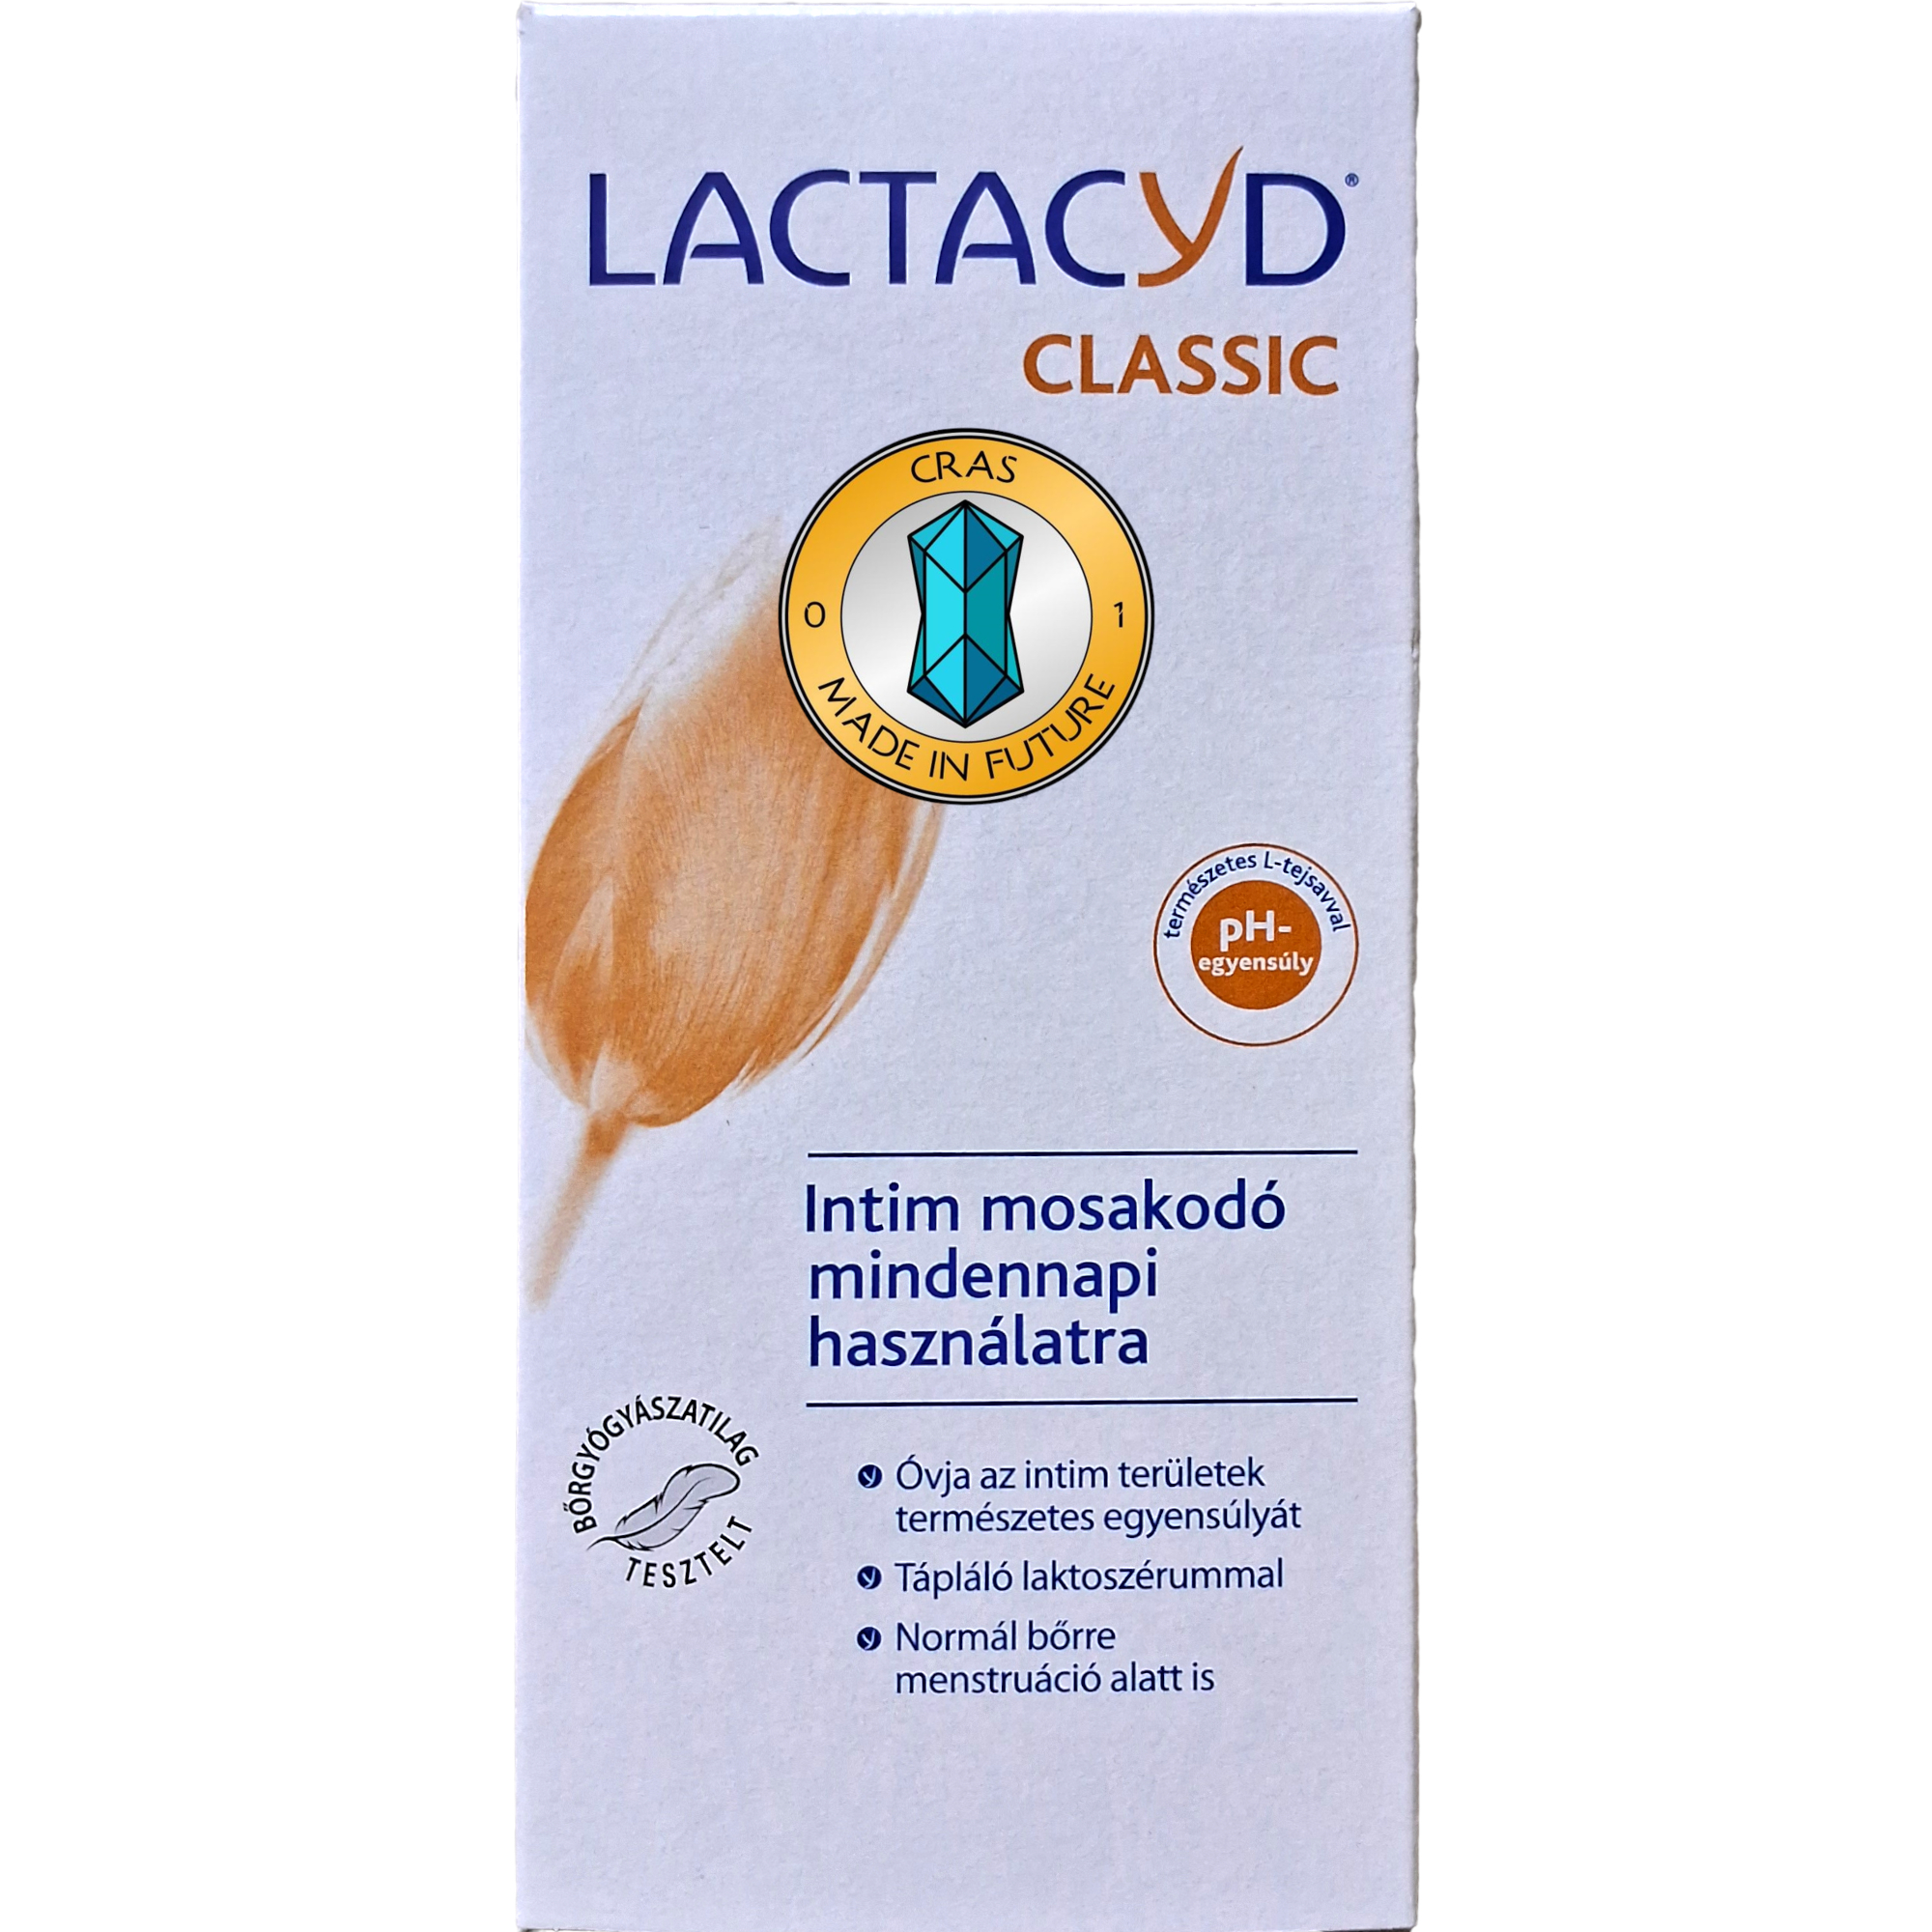 LACTACYD®
CLASSIC
CRAS
0 1
MADE IN FUTURE
természetes L-tejsavval
pH-
egyensúly
Intim mosakodó
mindennapi
használatra
BŐRGYÓGYÁSZATILAG
TESZTELT
Óvja az intim területek
természetes egyensúlyát
Tápláló laktoszérummal
Normál bőrre
menstruáció alatt is